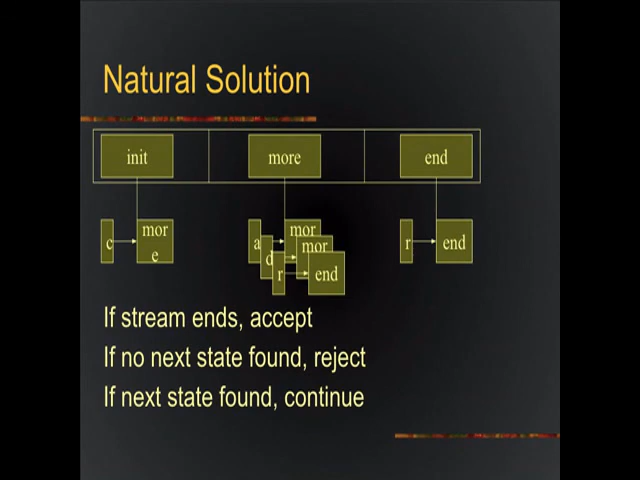 Natural Solution
init more end
c mor
e
a mor
d mor
r end
r end
If stream ends, accept
If no next state found, reject
If next state found, continue